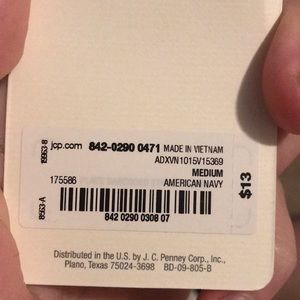 jcp.com 842-0290 0471 MADE IN VIETNAM
ADXVN1015V15369
MEDIUM
175586 AMERICAN NAVY
842 0290 0308 07
$13
8563-A
Distributed in the U.S. by J. C. Penney Corp., Inc.,
Plano, Texas 75024-3698 BD-09-805-B